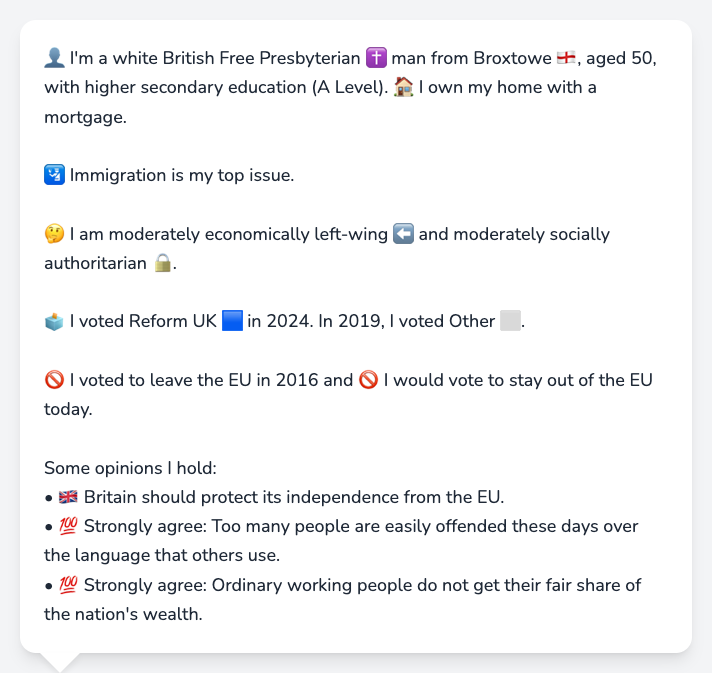 👤 I'm a white British Free Presbyterian ✝️ man from Broxtowe 🏴󠁧󠁢󠁥󠁮󠁧󠁿, aged 50,
with higher secondary education (A Level). 🏠 I own my home with a
mortgage.
🛂 Immigration is my top issue.
🤔 I am moderately economically left-wing ⬅️ and moderately socially
authoritarian 🔒.
🗳️ I voted Reform UK 🟦 in 2024. In 2019, I voted Other ⬜.
🚫 I voted to leave the EU in 2016 and 🚫 I would vote to stay out of the EU
today.
Some opinions I hold:
• 🇬🇧 Britain should protect its independence from the EU.
• 💯 Strongly agree: Too many people are easily offended these days over
the language that others use.
• 💯 Strongly agree: Ordinary working people do not get their fair share of
the nation's wealth.